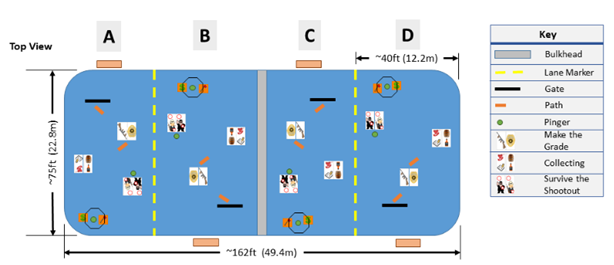 Top View
A
B
C
D
~40ft (12.2m)
~75ft (22.8m)
~162ft (49.4m)
Key
Bulkhead
Lane Marker
Gate
Path
Pinger
Make the
Grade
Collecting
Survive the
Shootout